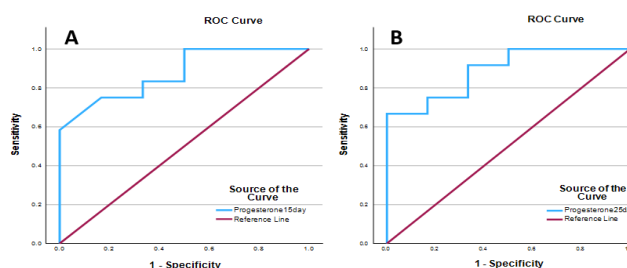 ROC Curve
A
1.0
0.8
0.6
0.4
0.2
0.0
Sensitivity
0.0 0.2 0.4 0.6 0.8 1.0
1 - Specificity
Source of the
Curve
Progesterone15day
Reference Line
ROC Curve
B
1.0
0.8
0.6
0.4
0.2
0.0
Sensitivity
0.0 0.2 0.4 0.6 0.8
1 - Specificity
Source of the
Curve
Progesterone25d
Reference Line